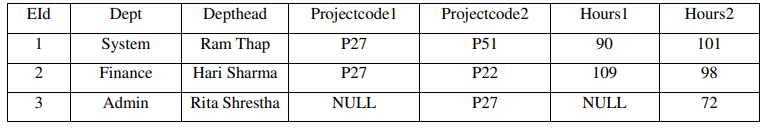 EId Dept Depthead Projectcode1 Projectcode2 Hours1 Hours2
1 System Ram Thap P27 P51 90 101
2 Finance Hari Sharma P27 P22 109 98
3 Admin Rita Shrestha NULL P27 NULL 72